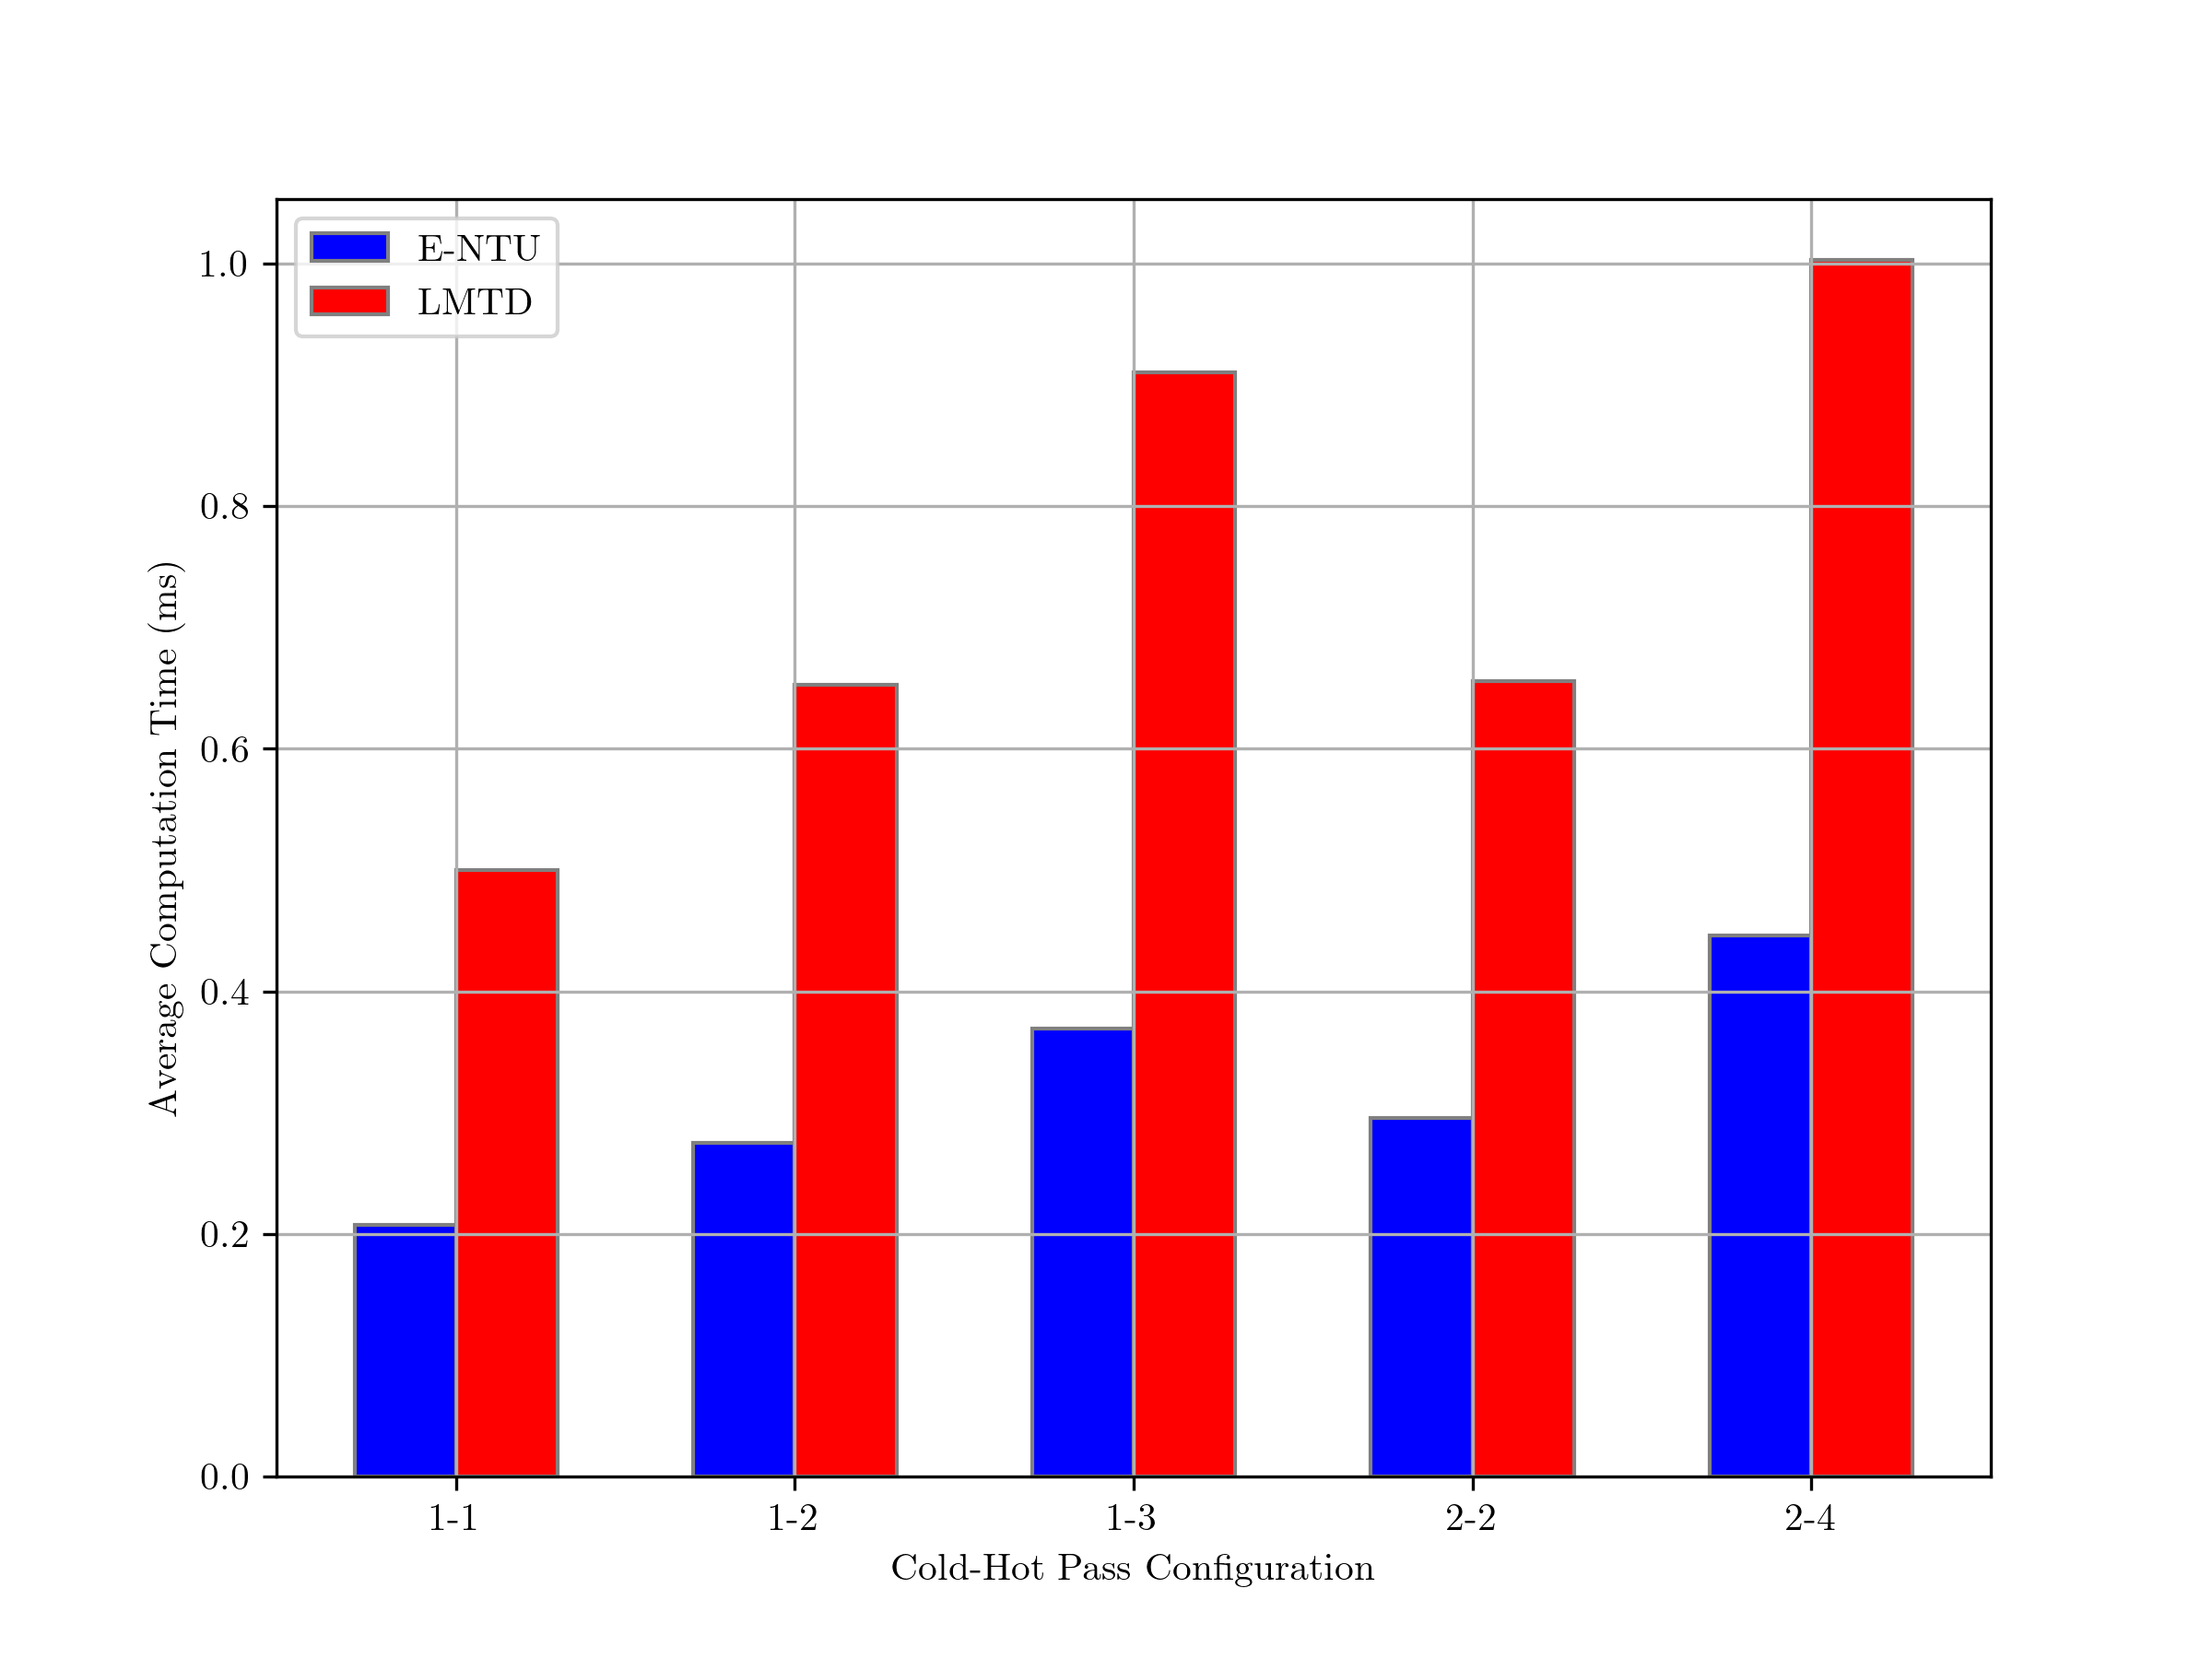 E-NTU
LMTD
1.0
0.8
0.6
0.4
0.2
0.0
Average Computation Time (ms)
1-1 1-2 1-3 2-2 2-4
Cold-Hot Pass Configuration